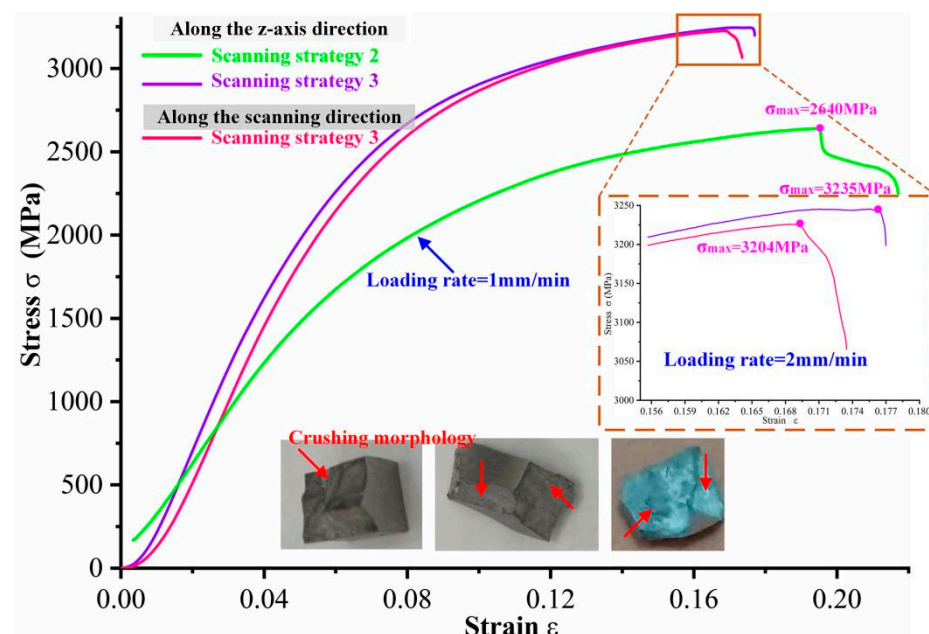 Along the z-axis direction
Scanning strategy 2
Scanning strategy 3
Along the scanning direction
Scanning strategy 3
Stress σ (MPa)
3000
2500
2000
1500
1000
500
0
0.00
0.04
0.08
0.12
0.16
0.20
Strain ε
σmax=2640MPa
σmax=3235MPa
Loading rate=1mm/min
3250
3200
3150
3100
3050
3000
Stress σ (MPa)
σmax=3204MPa
Loading rate=2mm/min
0.156
0.159
0.162
0.165
0.168
0.171
0.174
0.177
0.180
Strain ε
Crushing morphology